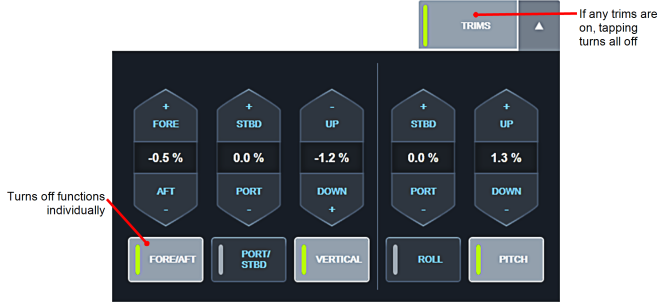 TRIMS ▲
If any trims are
on, tapping
turns all off
+ + - + +
FORE STBD UP STBD UP
-0.5 % 0.0 % -1.2 % 0.0 % 1.3 %
AFT PORT DOWN PORT DOWN
- - + - -
Turns off functions
individually
FORE/AFT
PORT/
STBD
VERTICAL
ROLL
PITCH